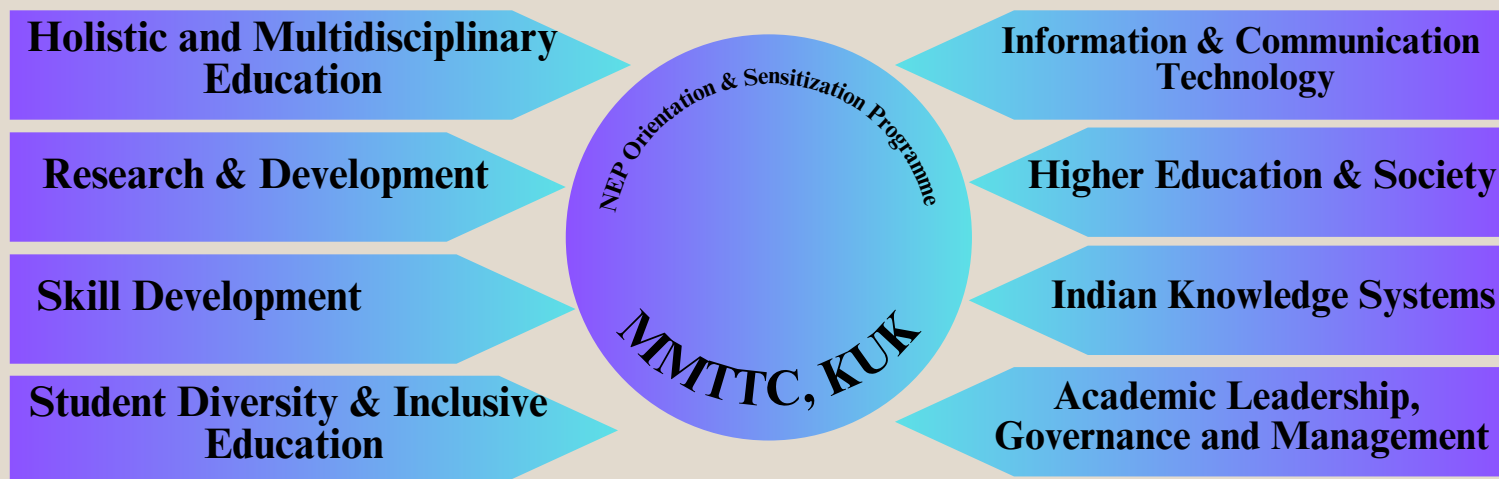 Holistic and Multidisciplinary
Education
Research & Development
Skill Development
Student Diversity & Inclusive
Education
NEP Orientation & Sensitization Programme
MMTTC, KUK
Information & Communication
Technology
Higher Education & Society
Indian Knowledge Systems
Academic Leadership,
Governance and Management